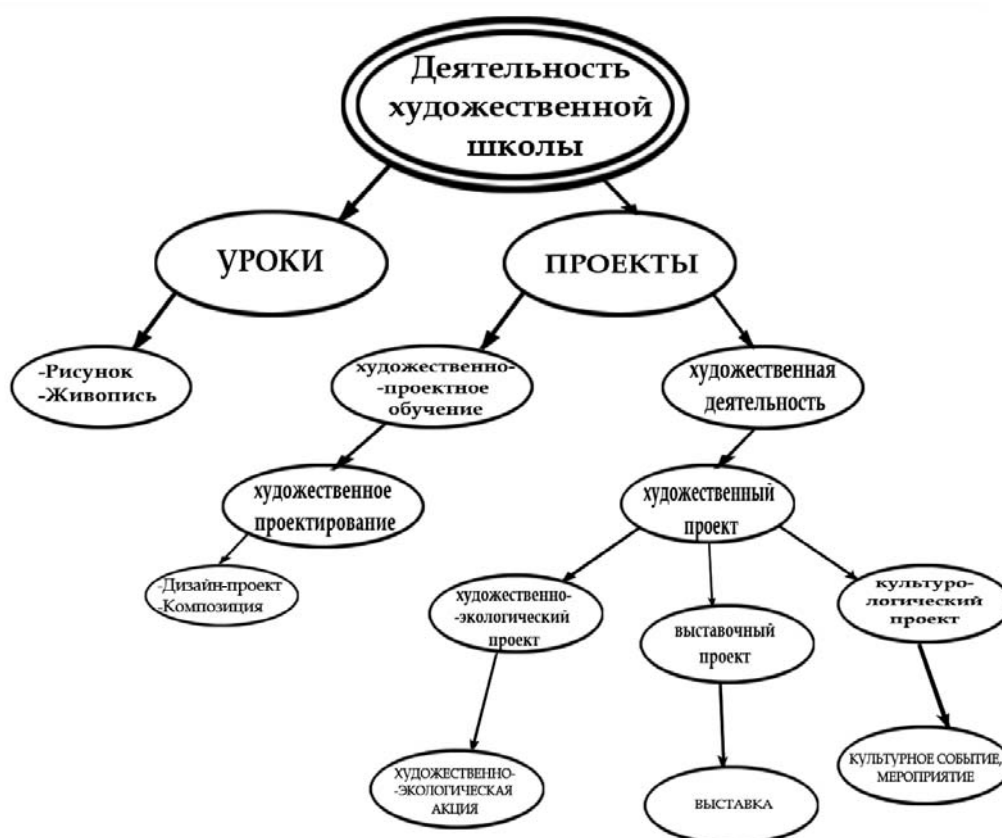 Деятельность
художественной
школы
УРОКИ
ПРОЕКТЫ
-Рисунок
-Живопись
художественно-
-проектное
обучение
художественная
деятельность
художественное
проектирование
художественный
проект
-Дизайн-проект
-Композиция
художественно-
-экологический
проект
выставочный
проект
культуро-
логический
проект
ХУДОЖЕСТВЕННО-
-ЭКОЛОГИЧЕСКАЯ
АКЦИЯ
ВЫСТАВКА
КУЛЬТУРНОЕ СОБЫТИЕ,
МЕРОПРИЯТИЕ